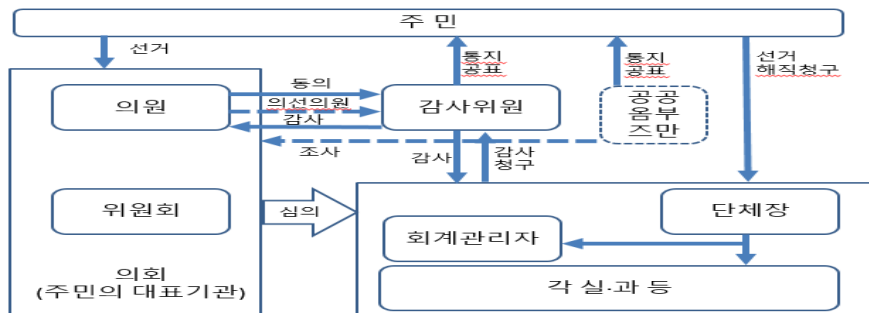 주 민
선거
통지
공표
통지
공표
선거
해직청구
의원
동의
의선의원
감사
감사위원
공공
옴부
즈만
조사
감사
감사
청구
위원회
심의
단체장
회계관리자
의회
(주민의 대표기관)
각 실·과 등